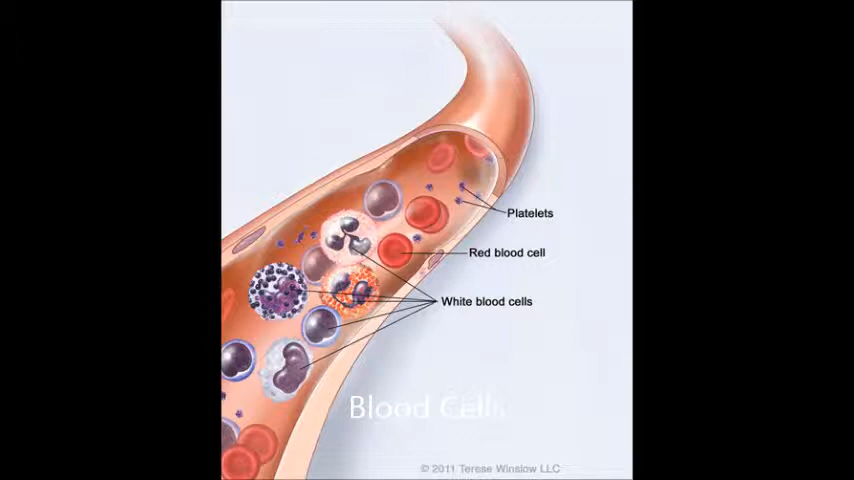 Platelets
Red blood cell
White blood cells
Blood Cells
© 2011 Terese Winslow LLC